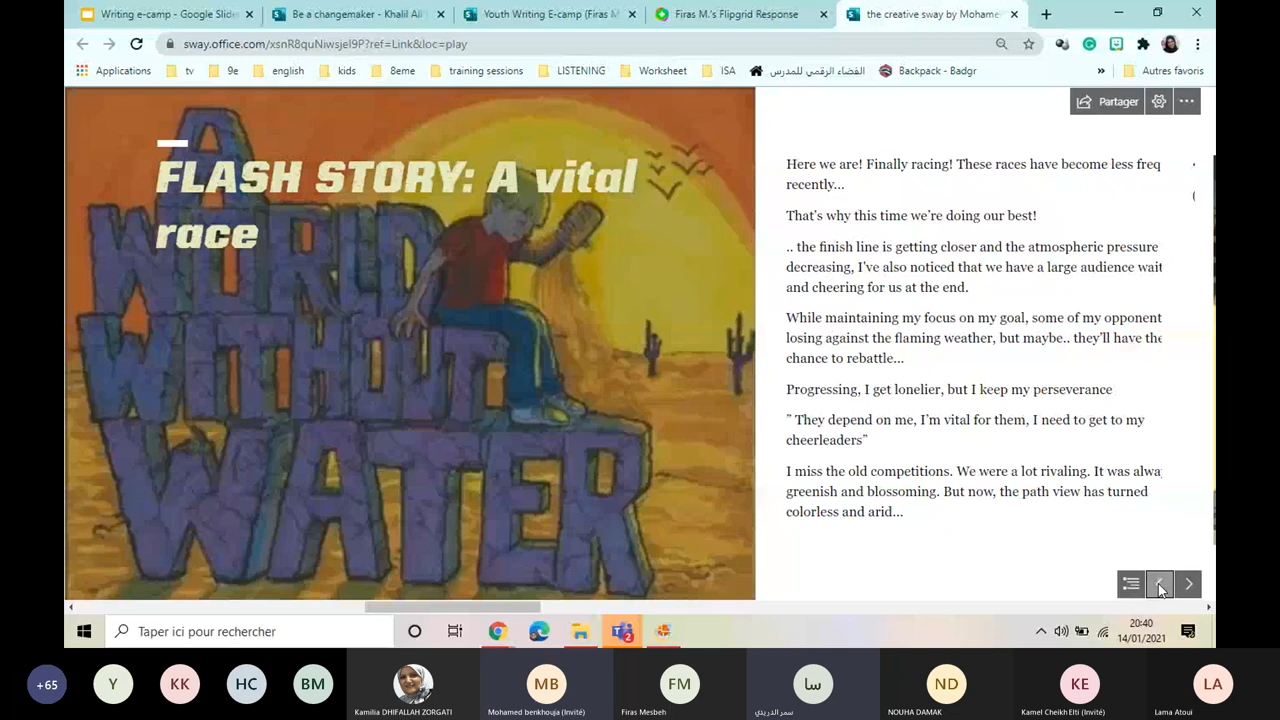 Writing e-camp - Google Slide
Be a changemaker - Khalil Ali
Youth Writing E-camp (Firas M
Firas M.'s Flipgrid Response
the creative sway by Mohame
sway.office.com/xsnR8quNiwsjeI9P?ref=Link&loc=play
Applications
tv
9e
english
kids
8eme
training sessions
LISTENING
Worksheet
ISA
الفضاء الرقمي للمدرس
Backpack - Badgr
»
Autres favoris
Partager
A
WORLD
WITHOUT
WATER
FLASH STORY: A vital
race
Here we are! Finally racing! These races have become less freq
recently...
That's why this time we're doing our best!
.. the finish line is getting closer and the atmospheric pressure
decreasing, I've also noticed that we have a large audience wait
and cheering for us at the end.
While maintaining my focus on my goal, some of my opponent
losing against the flaming weather, but maybe.. they'll have the
chance to rebattle...
Progressing, I get lonelier, but I keep my perseverance
" They depend on me, I'm vital for them, I need to get to my
cheerleaders"
I miss the old competitions. We were a lot rivaling. It was alwa
greenish and blossoming. But now, the path view has turned
colorless and arid...
Taper ici pour rechercher
2
20:40
14/01/2021
+65
Y
KK
HC
BM
MB
FM
سا
ND
KE
LA
Kamilia DHIFALLAH ZORGATI
Mohamed benkhouja (Invité)
Firas Mesbeh
سمر الدريدي
NOUHA DAMAK
Kamel Cheikh Elti (Invité)
Lama Atoui